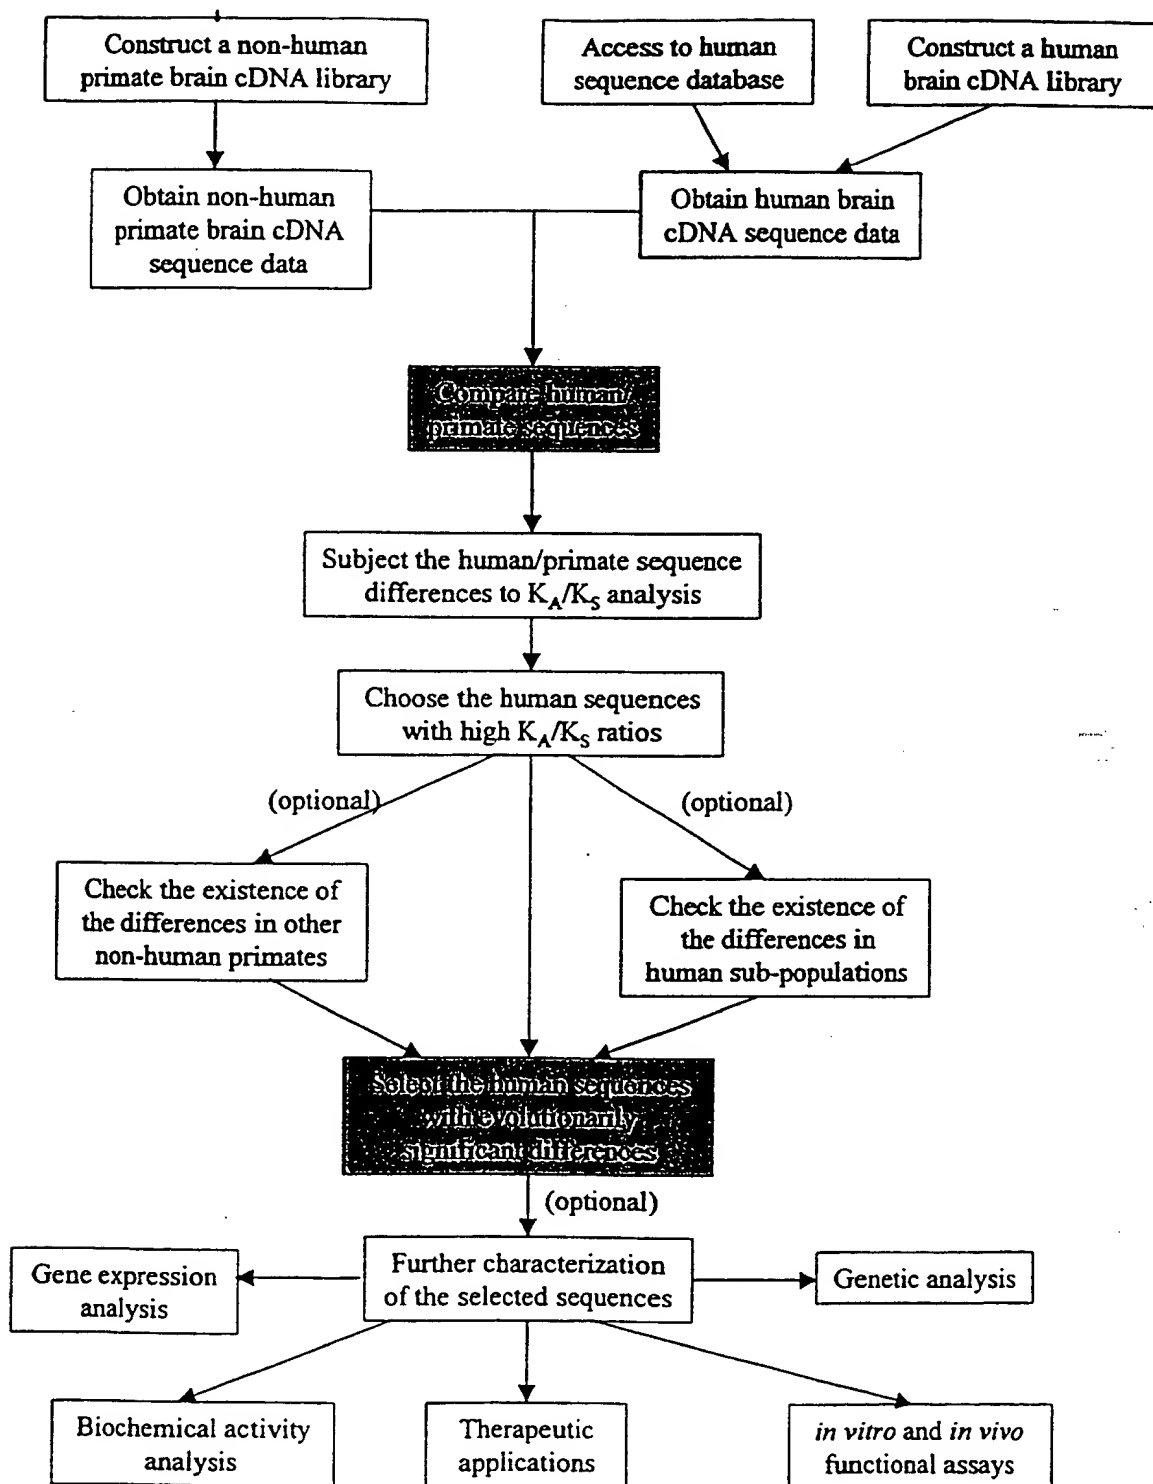 Construct a non-human
primate brain cDNA library
Access to human
sequence database
Construct a human
brain cDNA library
Obtain non-human
primate brain cDNA
sequence data
Obtain human brain
cDNA sequence data
Compare human/
primate sequences
Subject the human/primate sequence
differences to K_A/K_S analysis
Choose the human sequences
with high K_A/K_S ratios
(optional)
(optional)
Check the existence of
the differences in other
non-human primates
Check the existence of
the differences in
human sub-populations
Select the human sequences
with evolutionarily
significant differences
(optional)
Gene expression
analysis
Further characterization
of the selected sequences
Genetic analysis
Biochemical activity
analysis
Therapeutic
applications
in vitro and in vivo
functional assays